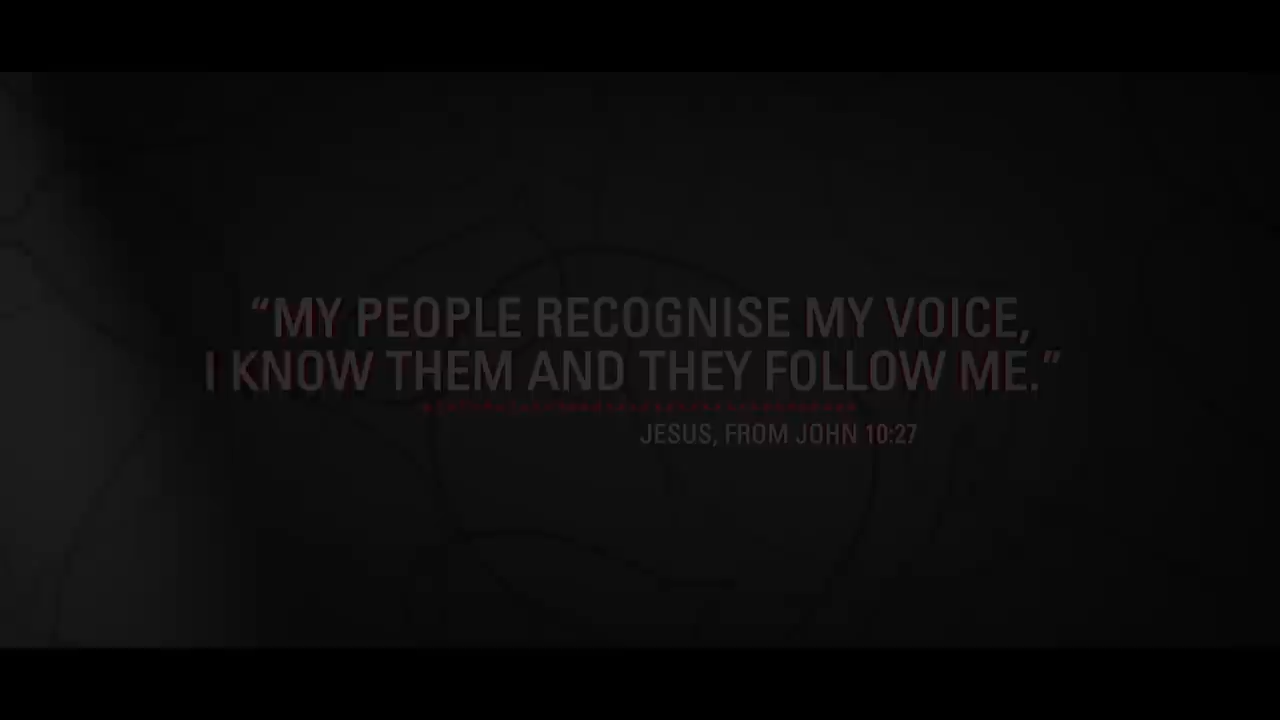 “MY PEOPLE RECOGNISE MY VOICE,
I KNOW THEM AND THEY FOLLOW ME.”
JESUS, FROM JOHN 10:27